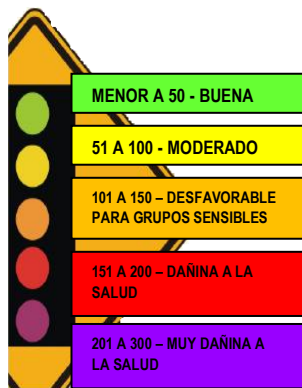 MENOR A 50 - BUENA
51 A 100 - MODERADO
101 A 150 – DESFAVORABLE
PARA GRUPOS SENSIBLES
151 A 200 – DAÑINA A LA
SALUD
201 A 300 – MUY DAÑINA A
LA SALUD